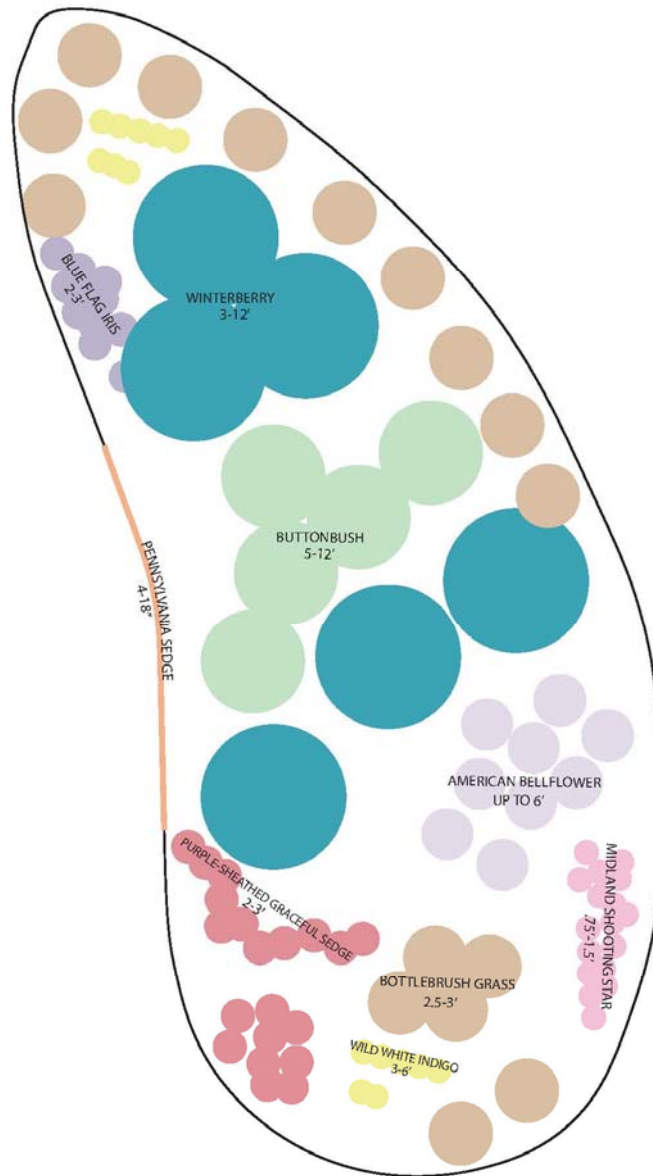 BLUE FLAG IRIS
2-3'
WINTERBERRY
3-12'
BUTTONBUSH
5-12'
PENNSYLVANIA SEDGE
4-18"
AMERICAN BELLFLOWER
UP TO 6'
MIDLAND SHOOTING STAR
.75'-1.5'
PURPLE-SHEATHED GRACEFUL SEDGE
2-3'
BOTTLEBRUSH GRASS
2.5-3'
WILD WHITE INDIGO
3-6'